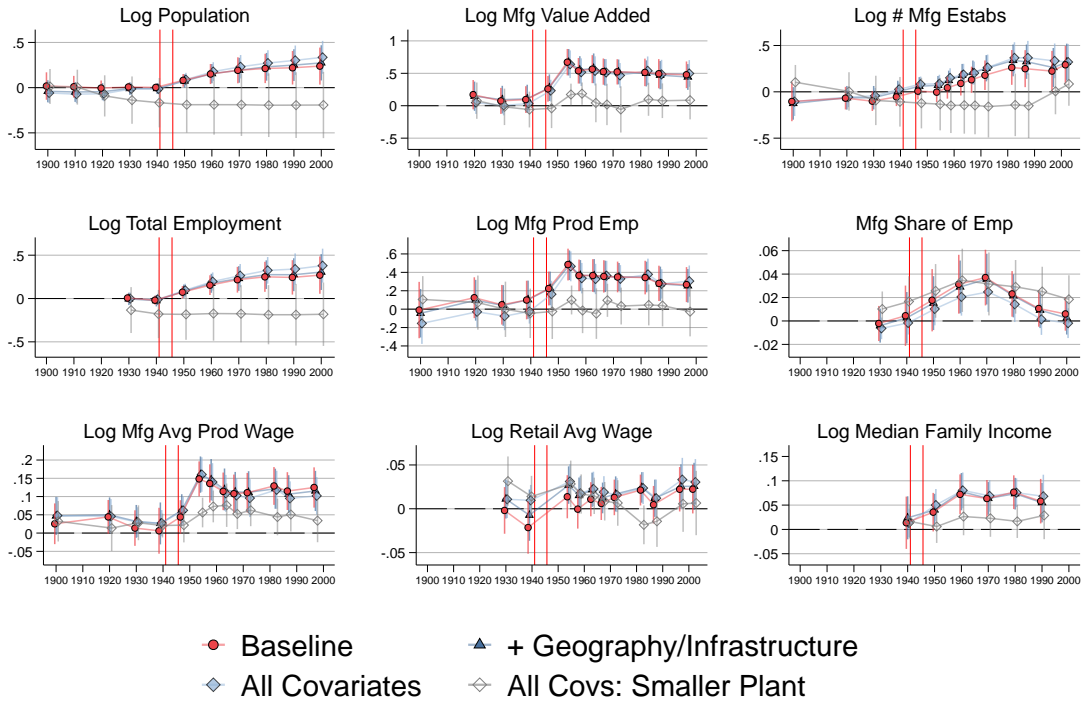 Log Population
.5
0
-.5
1900 1910 1920 1930 1940 1950 1960 1970 1980 1990 2000
Log Mfg Value Added
1
.5
0
-.5
1900 1910 1920 1930 1940 1950 1960 1970 1980 1990 2000
Log # Mfg Estabs
.5
0
-.5
1900 1910 1920 1930 1940 1950 1960 1970 1980 1990 2000
Log Total Employment
.5
0
-.5
1900 1910 1920 1930 1940 1950 1960 1970 1980 1990 2000
Log Mfg Prod Emp
.6
.4
.2
0
-.2
-.4
1900 1910 1920 1930 1940 1950 1960 1970 1980 1990 2000
Mfg Share of Emp
.06
.04
.02
0
-.02
1900 1910 1920 1930 1940 1950 1960 1970 1980 1990 2000
Log Mfg Avg Prod Wage
.2
.15
.1
.05
0
-.05
1900 1910 1920 1930 1940 1950 1960 1970 1980 1990 2000
Log Retail Avg Wage
.05
0
-.05
1900 1910 1920 1930 1940 1950 1960 1970 1980 1990 2000
Log Median Family Income
.15
.1
.05
0
-.05
1900 1910 1920 1930 1940 1950 1960 1970 1980 1990 2000
Baseline
+ Geography/Infrastructure
All Covariates
All Covs: Smaller Plant